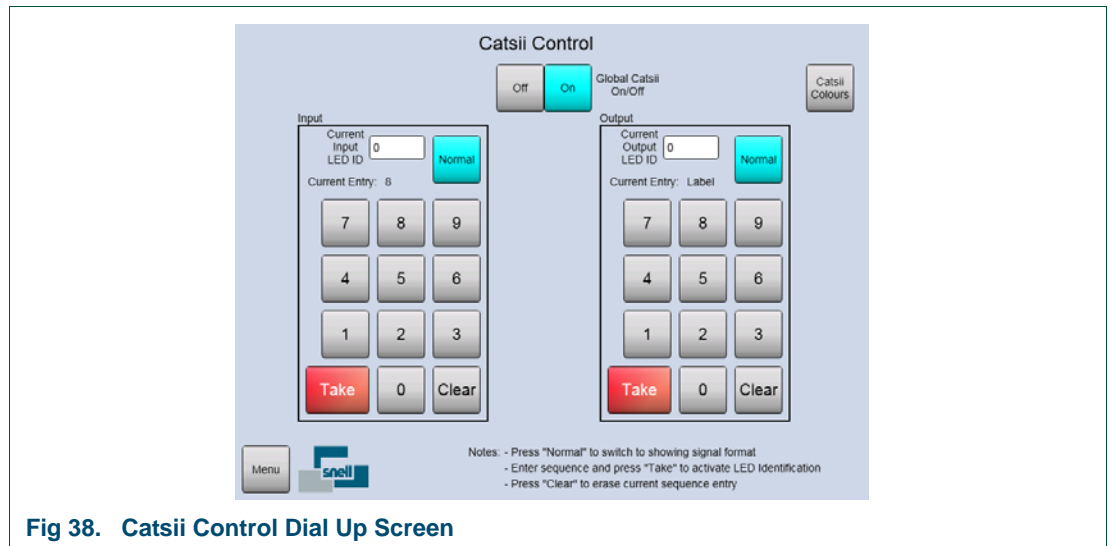 Catsii Control
Off
On
Global Catsii
On/Off
Catsii
Colours
Input
Current
Input
LED ID
0
Normal
Current Entry: 8
7 8 9
4 5 6
1 2 3
Take 0 Clear
Output
Current
Output
LED ID
0
Normal
Current Entry: Label
7 8 9
4 5 6
1 2 3
Take 0 Clear
Menu
snell
Notes: - Press "Normal" to switch to showing signal format
- Enter sequence and press "Take" to activate LED Identification
- Press "Clear" to erase current sequence entry
Fig 38. Catsii Control Dial Up Screen